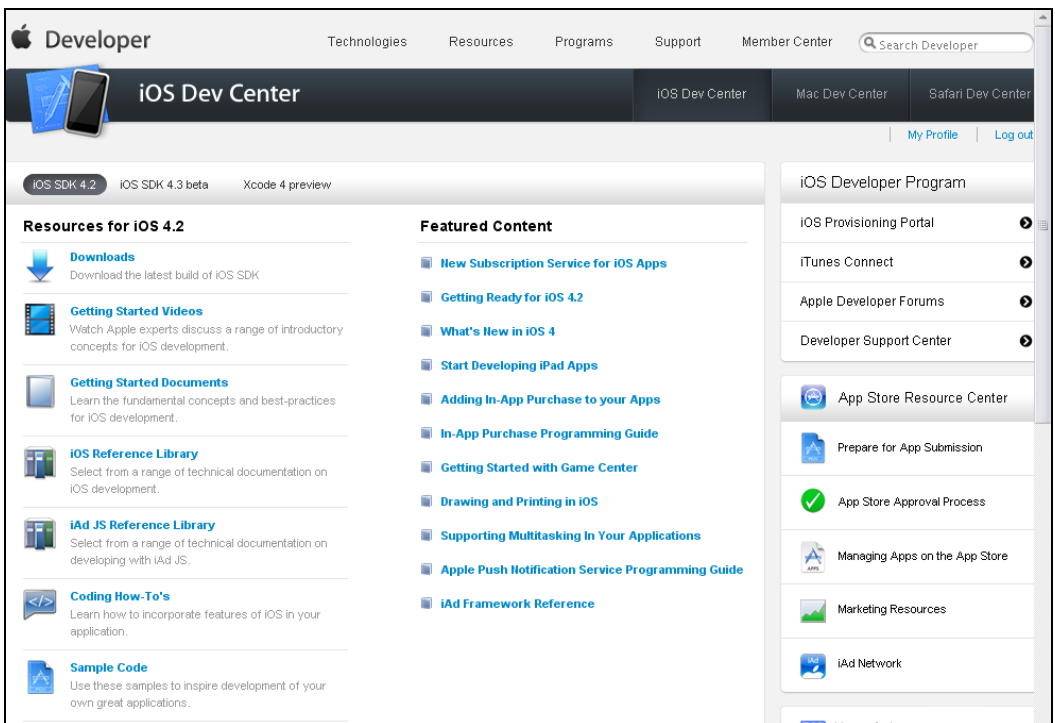 Developer
Technologies Resources Programs Support Member Center Search Developer
iOS Dev Center
iOS Dev Center Mac Dev Center Safari Dev Center
My Profile Log out
iOS SDK 4.2 iOS SDK 4.3 beta Xcode 4 preview
Resources for iOS 4.2
Downloads
Download the latest build of iOS SDK
Getting Started Videos
Watch Apple experts discuss a range of introductory
concepts for iOS development.
Getting Started Documents
Learn the fundamental concepts and best-practices
for iOS development.
iOS Reference Library
Select from a range of technical documentation on
iOS development.
iAd JS Reference Library
Select from a range of technical documentation on
developing with iAd JS.
Coding How-To's
Learn how to incorporate features of iOS in your
application.
Sample Code
Use these samples to inspire development of your
own great applications.
Featured Content
New Subscription Service for iOS Apps
Getting Ready for iOS 4.2
What's New in iOS 4
Start Developing iPad Apps
Adding In-App Purchase to your Apps
In-App Purchase Programming Guide
Getting Started with Game Center
Drawing and Printing in iOS
Supporting Multitasking In Your Applications
Apple Push Notification Service Programming Guide
iAd Framework Reference
iOS Developer Program
iOS Provisioning Portal
iTunes Connect
Apple Developer Forums
Developer Support Center
App Store Resource Center
Prepare for App Submission
App Store Approval Process
APPS
Managing Apps on the App Store
Marketing Resources
iAd
iAd Network